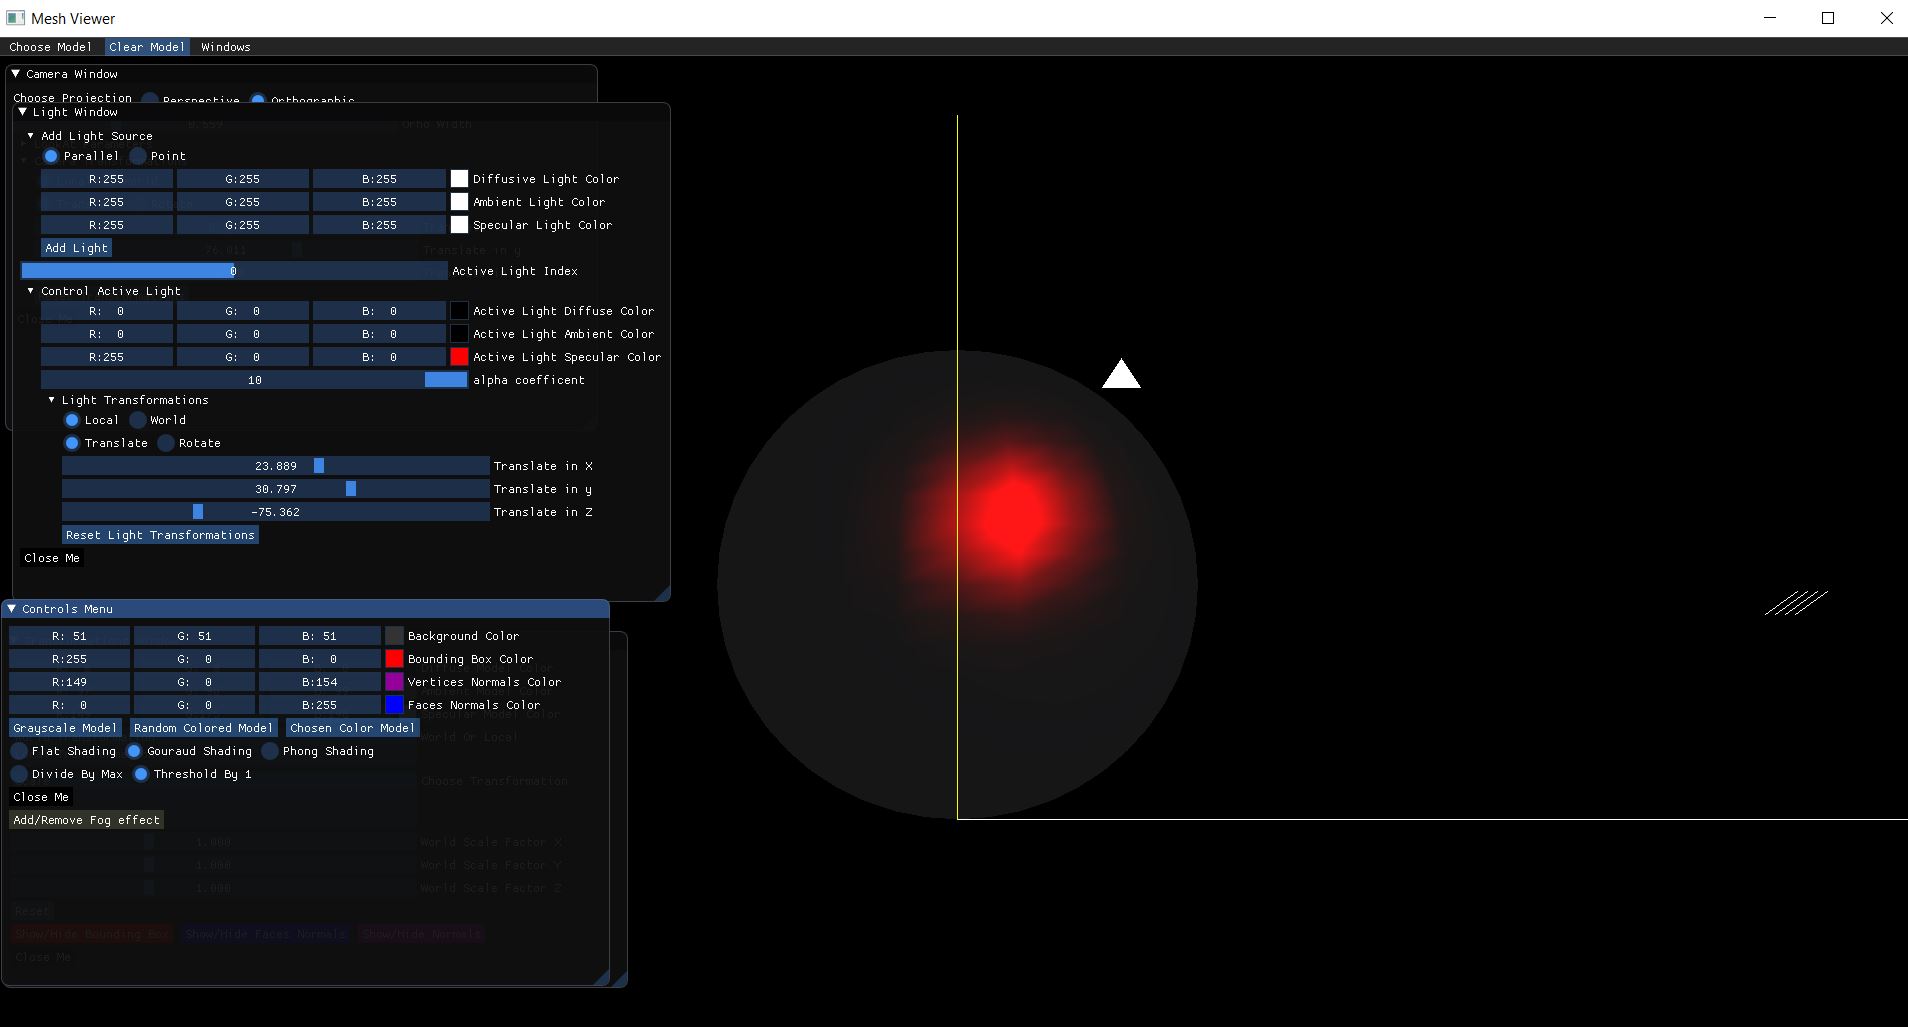 Mesh Viewer
Choose Model Clear Model Windows
Camera Window
Choose Projection Perspective Orthographic
Light Window
Ortho Width
Add Light Source
Parallel Point
R:255 G:255 B:255 Diffusive Light Color
R:255 G:255 B:255 Ambient Light Color
R:255 G:255 B:255 Specular Light Color
Add Light 76.011 Translate in y
0 Active Light Index
Control Active Light
R: 0 G: 0 B: 0 Active Light Diffuse Color
R: 0 G: 0 B: 0 Active Light Ambient Color
R:255 G: 0 B: 0 Active Light Specular Color
10 alpha coefficent
Light Transformations
Local World
Translate Rotate
23.889 Translate in X
30.797 Translate in y
-75.362 Translate in Z
Reset Light Transformations
Close Me
Controls Menu
R: 51 G: 51 B: 51 Background Color
R:255 G: 0 B: 0 Bounding Box Color
R:149 G: 0 B:154 Vertices Normals Color
R: 0 G: 0 B:255 Faces Normals Color
Grayscale Model Random Colored Model Chosen Color Model
World Or Local
Flat Shading Gouraud Shading Phong Shading
Divide By Max Threshold By 1
Choose Transformation
Close Me
Add/Remove Fog effect
1.000 World Scale Factor X
1.000 World Scale Factor Y
1.000 World Scale Factor Z
Reset
Show/Hide Bounding Box Show/Hide Faces Normals Show/Hide Normals
Close Me